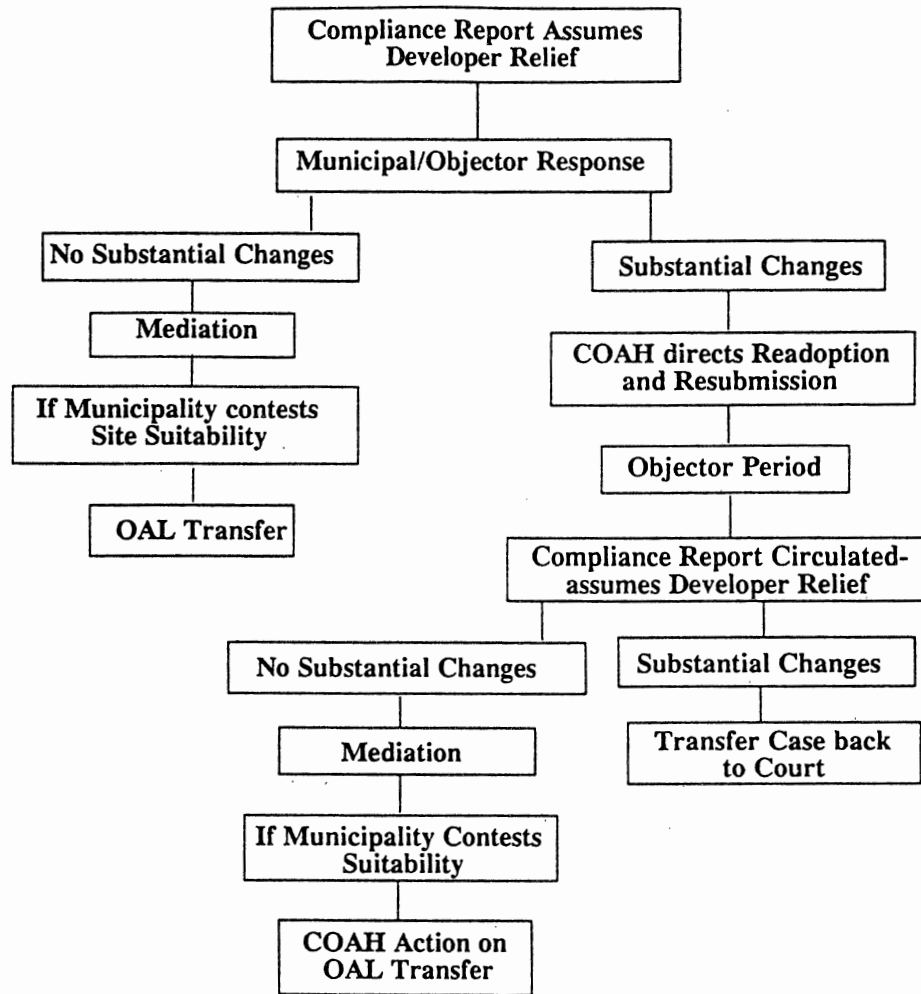 Compliance Report Assumes
Developer Relief
Municipal/Objector Response
No Substantial Changes
Mediation
If Municipality contests
Site Suitability
OAL Transfer
Substantial Changes
COAH directs Readoption
and Resubmission
Objector Period
Compliance Report Circulated-
assumes Developer Relief
No Substantial Changes
Mediation
If Municipality Contests
Suitability
COAH Action on
OAL Transfer
Substantial Changes
Transfer Case back
to Court